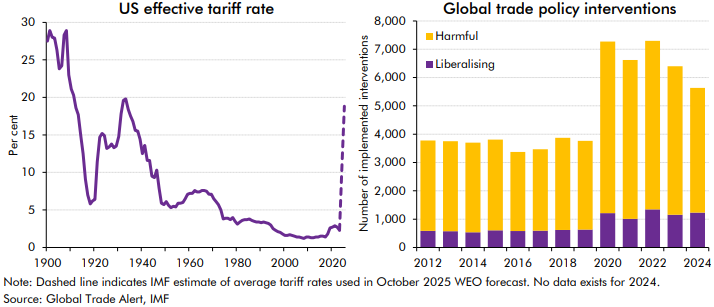 US effective tariff rate
Per cent
30
25
20
15
10
5
0
1900 1920 1940 1960 1980 2000 2020
Global trade policy interventions
Number of implemented interventions
8,000
7,000
6,000
5,000
4,000
3,000
2,000
1,000
0
Harmful
Liberalising
2012 2014 2016 2018 2020 2022 2024
Note: Dashed line indicates IMF estimate of average tariff rates used in October 2025 WEO forecast. No data exists for 2024.
Source: Global Trade Alert, IMF